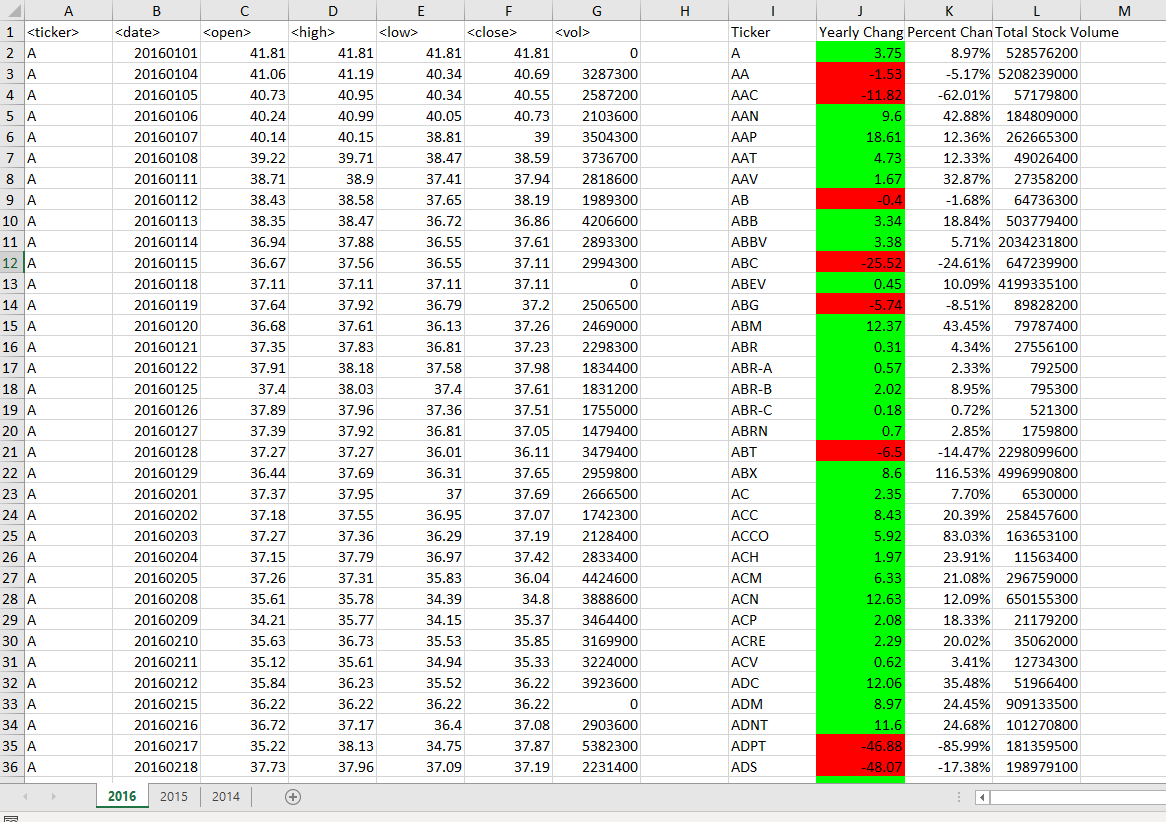 A B C D E F G H I J K L M
1 <ticker> <date> <open> <high> <low> <close> <vol> Ticker Yearly Chang Percent Chan Total Stock Volume
2 A 20160101 41.81 41.81 41.81 41.81 0 A 3.75 8.97% 528576200
3 A 20160104 41.06 41.19 40.34 40.69 3287300 AA -1.53 -5.17% 5208239000
4 A 20160105 40.73 40.95 40.34 40.55 2587200 AAC -11.82 -62.01% 57179800
5 A 20160106 40.24 40.99 40.05 40.73 2103600 AAN 9.6 42.88% 184809000
6 A 20160107 40.14 40.15 38.81 39 3504300 AAP 18.61 12.36% 262665300
7 A 20160108 39.22 39.71 38.47 38.59 3736700 AAT 4.73 12.33% 49026400
8 A 20160111 38.71 38.9 37.41 37.94 2818600 AAV 1.67 32.87% 27358200
9 A 20160112 38.43 38.58 37.65 38.19 1989300 AB -0.4 -1.68% 64736300
10 A 20160113 38.35 38.47 36.72 36.86 4206600 ABB 3.34 18.84% 503779400
11 A 20160114 36.94 37.88 36.55 37.61 2893300 ABBV 3.38 5.71% 2034231800
12 A 20160115 36.67 37.56 36.55 37.11 2994300 ABC -25.52 -24.61% 647239900
13 A 20160118 37.11 37.11 37.11 37.11 0 ABEV 0.45 10.09% 4199335100
14 A 20160119 37.64 37.92 36.79 37.2 2506500 ABG -5.74 -8.51% 89828200
15 A 20160120 36.68 37.61 36.13 37.26 2469000 ABM 12.37 43.45% 79787400
16 A 20160121 37.35 37.83 36.81 37.23 2298300 ABR 0.31 4.34% 27556100
17 A 20160122 37.91 38.18 37.58 37.98 1834400 ABR-A 0.57 2.33% 792500
18 A 20160125 37.4 38.03 37.4 37.61 1831200 ABR-B 2.02 8.95% 795300
19 A 20160126 37.89 37.96 37.36 37.51 1755000 ABR-C 0.18 0.72% 521300
20 A 20160127 37.39 37.92 36.81 37.05 1479400 ABRN 0.7 2.85% 1759800
21 A 20160128 37.27 37.27 36.01 36.11 3479400 ABT -6.5 -14.47% 2298099600
22 A 20160129 36.44 37.69 36.31 37.65 2959800 ABX 8.6 116.53% 4996990800
23 A 20160201 37.37 37.95 37 37.69 2666500 AC 2.35 7.70% 6530000
24 A 20160202 37.18 37.55 36.95 37.07 1742300 ACC 8.43 20.39% 258457600
25 A 20160203 37.27 37.36 36.29 37.19 2128400 ACCO 5.92 83.03% 163653100
26 A 20160204 37.15 37.79 36.97 37.42 2833400 ACH 1.97 23.91% 11563400
27 A 20160205 37.26 37.31 35.83 36.04 4424600 ACM 6.33 21.08% 296759000
28 A 20160208 35.61 35.78 34.39 34.8 3888600 ACN 12.63 12.09% 650155300
29 A 20160209 34.21 35.77 34.15 35.37 3464400 ACP 2.08 18.33% 21179200
30 A 20160210 35.63 36.73 35.53 35.85 3169900 ACRE 2.29 20.02% 35062000
31 A 20160211 35.12 35.61 34.94 35.33 3224000 ACV 0.62 3.41% 12734300
32 A 20160212 35.84 36.23 35.52 36.22 3923600 ADC 12.06 35.48% 51966400
33 A 20160215 36.22 36.22 36.22 36.22 0 ADM 8.97 24.45% 909133500
34 A 20160216 36.72 37.17 36.4 37.08 2903600 ADNT 11.6 24.68% 101270800
35 A 20160217 35.22 38.13 34.75 37.87 5382300 ADPT -46.88 -85.99% 181359500
36 A 20160218 37.73 37.96 37.09 37.19 2231400 ADS -48.07 -17.38% 198979100
2016 2015 2014